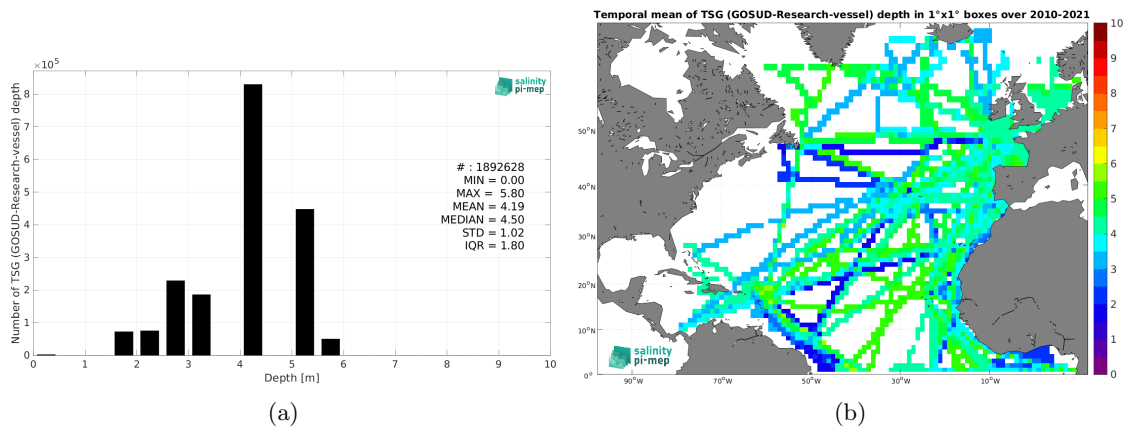 ×10⁵
Number of TSG (GOSUD-Research-vessel) depth
8
7
6
5
4
3
2
1
0
salinity
pi-mep
# : 1892628
MIN = 0.00
MAX = 5.80
MEAN = 4.19
MEDIAN = 4.50
STD = 1.02
IQR = 1.80
0 1 2 3 4 5 6 7 8 9 10
Depth [m]
(a)
Temporal mean of TSG (GOSUD-Research-vessel) depth in 1°x1° boxes over 2010-2021
50°N
40°N
30°N
20°N
10°N
0°
90°W 70°W 50°W 30°W 10°W
salinity
pi-mep
10
9
8
7
6
5
4
3
2
1
0
(b)